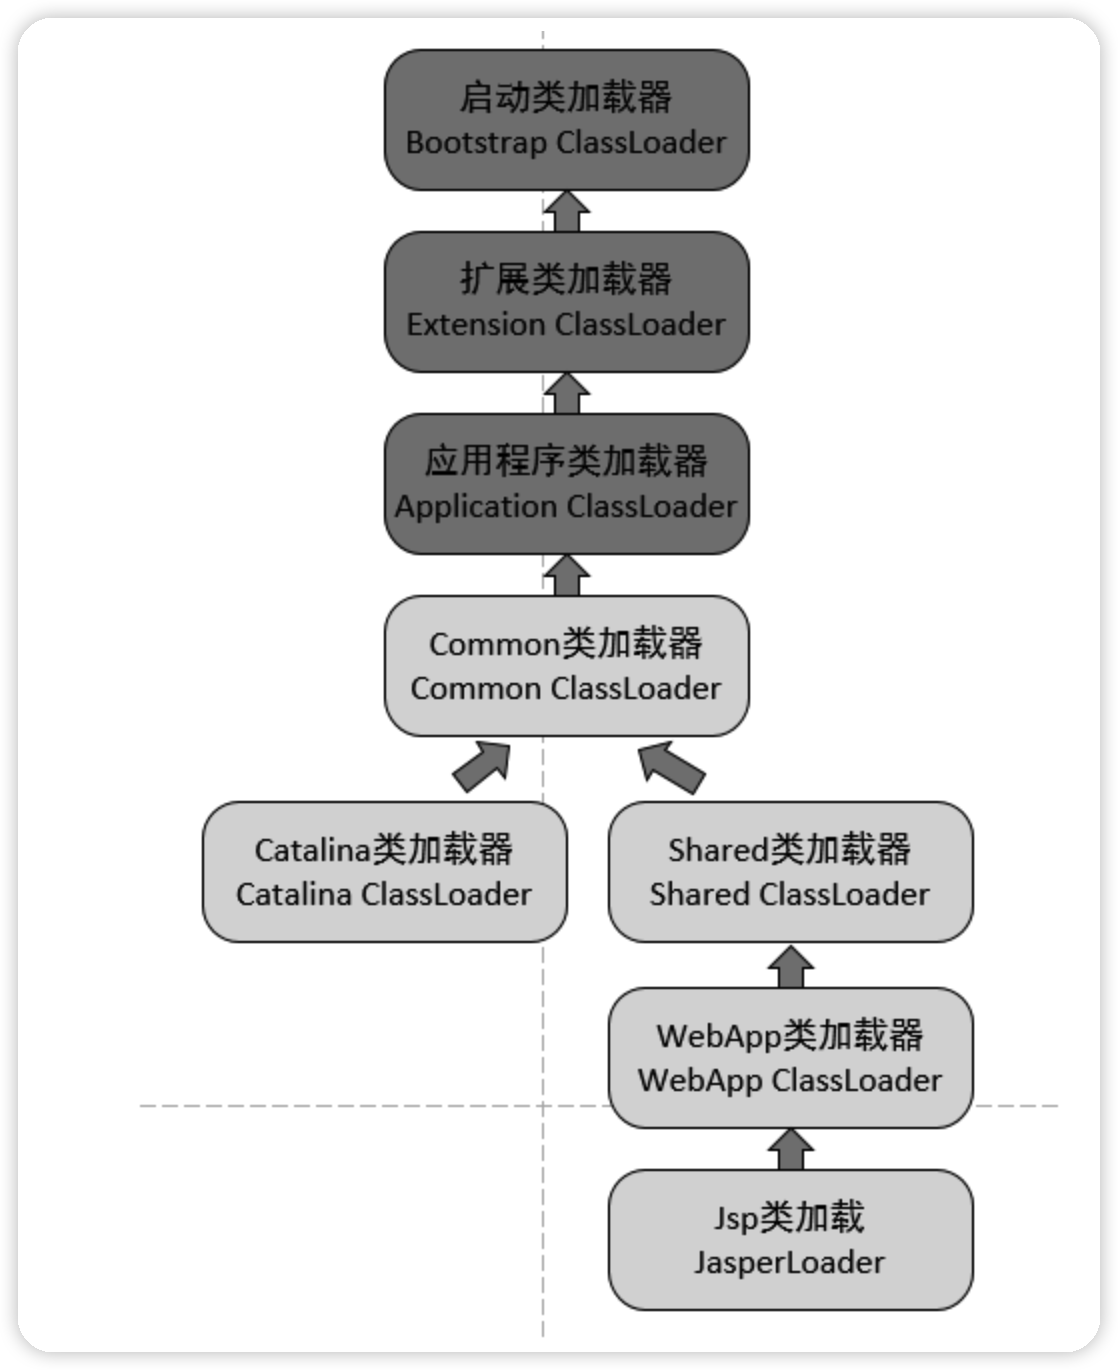 启动类加载器
Bootstrap ClassLoader
扩展类加载器
Extension ClassLoader
应用程序类加载器
Application ClassLoader
Common类加载器
Common ClassLoader
Catalina类加载器
Catalina ClassLoader
Shared类加载器
Shared ClassLoader
WebApp类加载器
WebApp ClassLoader
Jsp类加载
JasperLoader